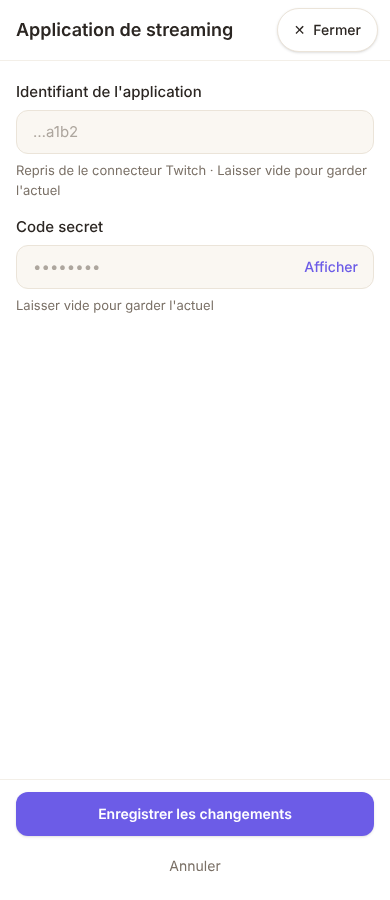 Application de streaming
✕ Fermer
Identifiant de l'application
...a1b2
Repris de le connecteur Twitch · Laisser vide pour garder
l'actuel
Code secret
••••••••
Afficher
Laisser vide pour garder l'actuel
Enregistrer les changements
Annuler